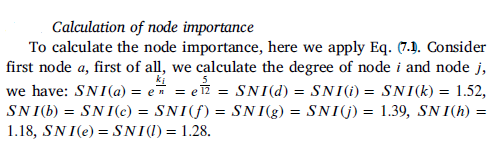 Calculation of node importance
To calculate the node importance, here we apply Eq. (7.1). Consider
first node a, first of all, we calculate the degree of node i and node j,
we have: SNI(a) = e^{\frac{k_i}{n}} = e^{\frac{5}{12}} = SNI(d) = SNI(i) = SNI(k) = 1.52,
SNI(b) = SNI(c) = SNI(f) = SNI(g) = SNI(j) = 1.39, SNI(h) =
1.18, SNI(e) = SNI(l) = 1.28.